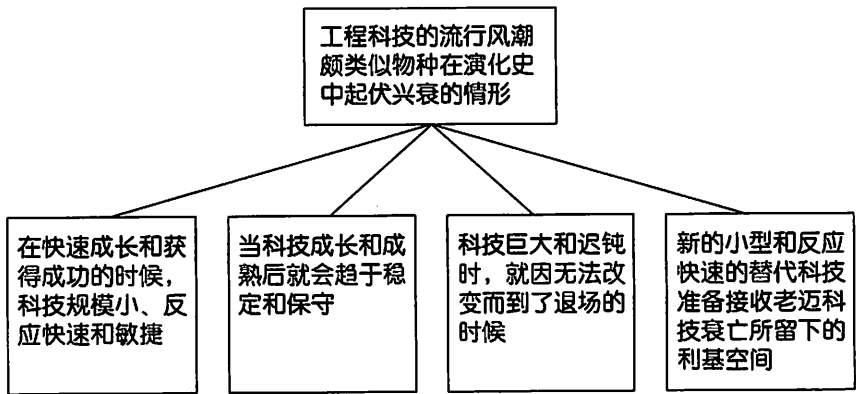 工程科技的流行风潮
颇类似物种在演化史
中起伏兴衰的情形
在快速成长和获
得成功的时候，
科技规模小、反
应快速和敏捷
当科技成长和成
熟后就会趋于稳
定和保守
科技巨大和迟钝
时，就因无法改
变而到了退场的
时候
新的小型和反应
快速的替代科技
准备接收老迈科
技衰亡所留下的
利基空间